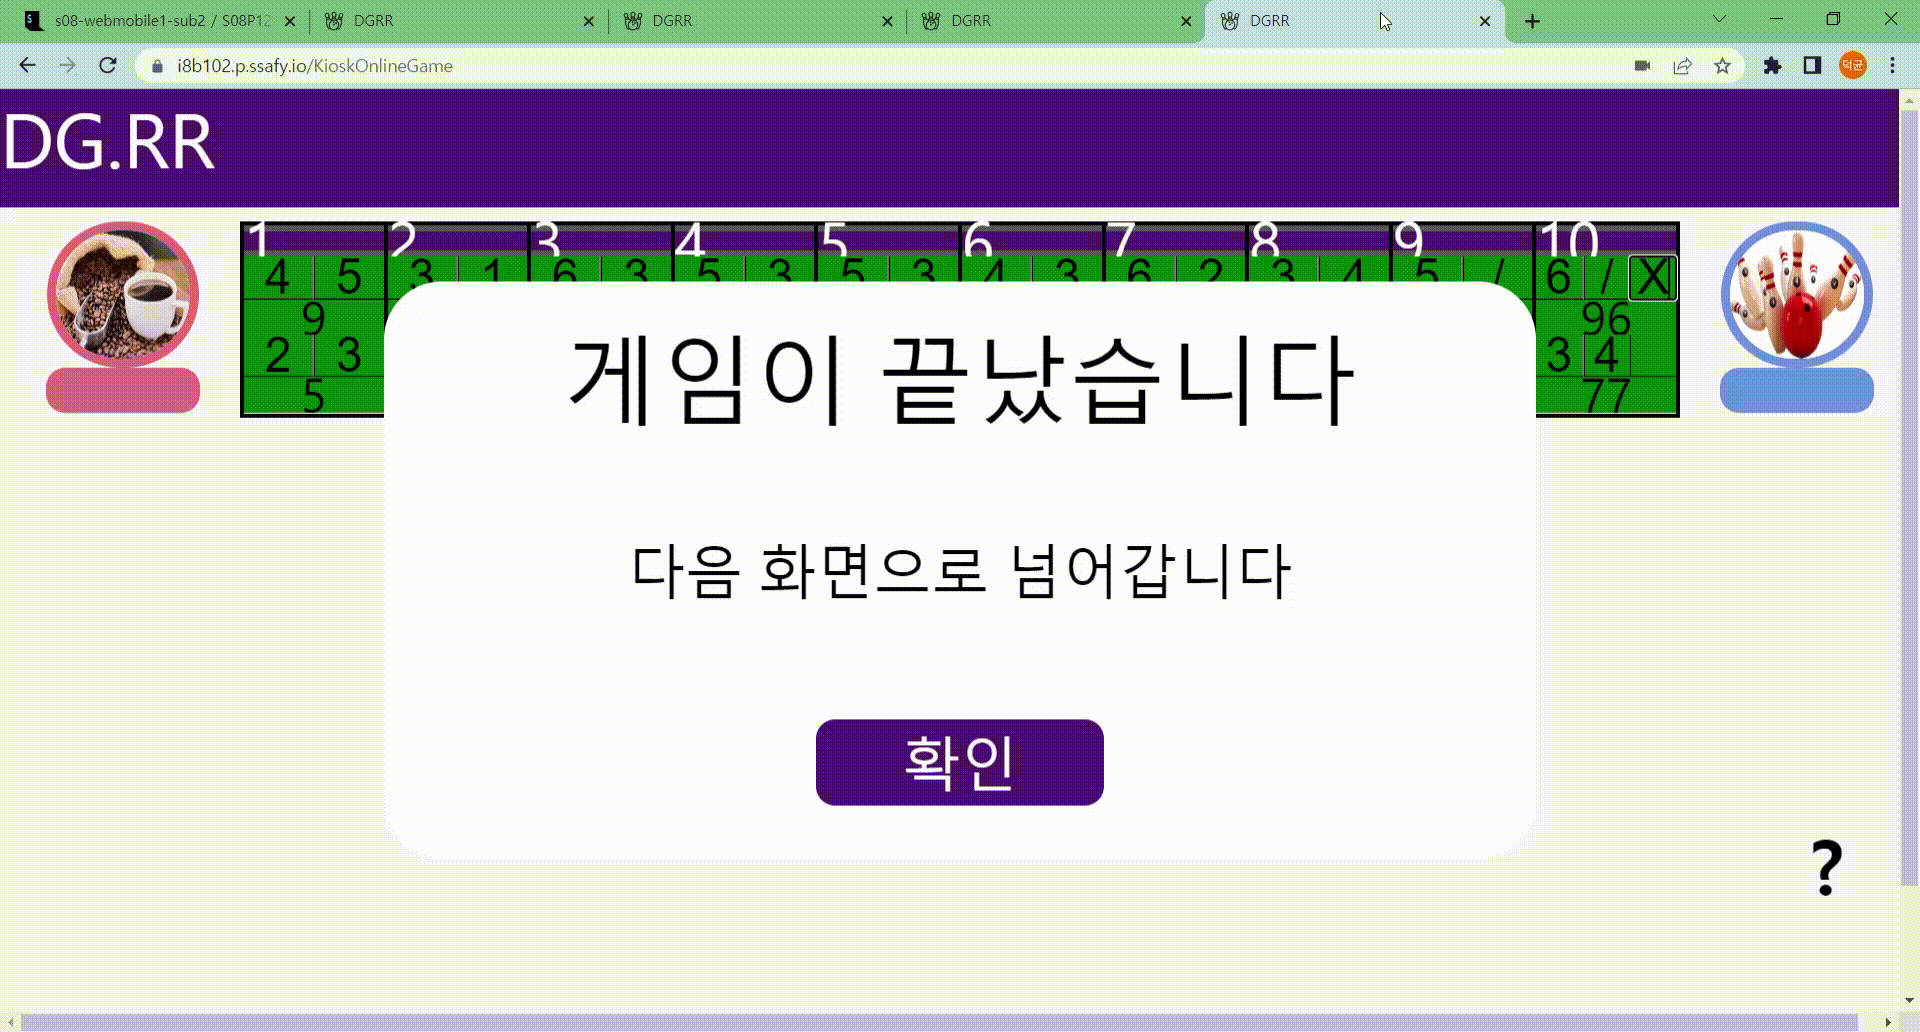 s08-webmobile1-sub2 / S08P12
DGRR
DGRR
DGRR
DGRR
i8b102.p.ssafy.io/KioskOnlineGame
덕균
DG.RR
1 2 3 4 5 6 7 8 9 10
4 5 3 1 6 3 5 3 5 3 4 3 6 2 3 4 5 / 6 / X
9 96
2 3 3 4
5 77
게임이 끝났습니다
다음 화면으로 넘어갑니다
확인
?